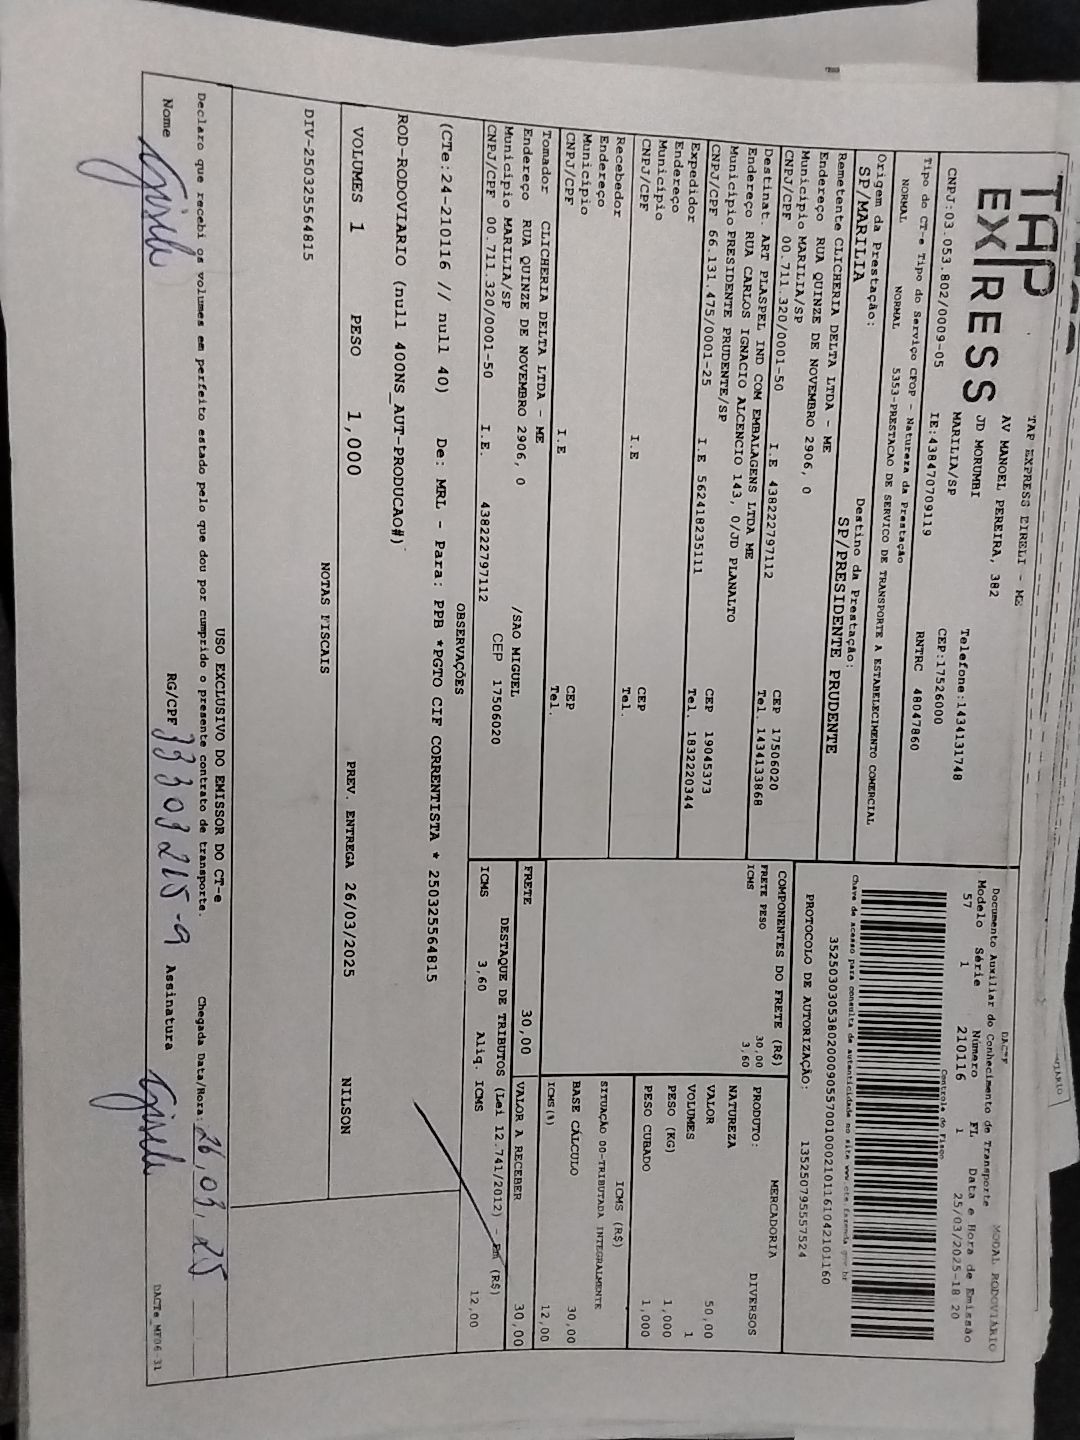 TAP
EXPRESS
TAP EXPRESS EIRELI - ME
AV MANOEL PEREIRA, 382
JD MORUMBI
MARILIA/SP
Telefone:1434131748
CEP:17526000
CNPJ:03.053.802/0009-05 IE:438470709119 RNTRC 48047860
Tipo do CT-e Tipo do Serviço CFOP - Natureza da Prestação
NORMAL NORMAL 5353-PRESTACAO DE SERVICO DE TRANSPORTE A ESTABELECIMENTO COMERCIAL
Origem da Prestação: Destino da Prestação:
SP/MARILIA SP/PRESIDENTE PRUDENTE
DACTE
Documento Auxiliar do Conhecimento de Transporte MODAL RODOVIÁRIO
Modelo Série Número FL Data e Hora de Emissão
57 1 210116 1 25/03/2025-18 20
Controle do Fisco
Chave de acesso para consulta de autenticidade no site www.cte.fazenda.gov.br
PROTOCOLO DE AUTORIZAÇÃO: 135250795557524
Remetente CLICHERIA DELTA LTDA - ME
Endereço RUA QUINZE DE NOVEMBRO 2906, 0
Município MARILIA/SP CEP 17506020
CNPJ/CPF 00.711.320/0001-50 I.E 438222797112 Tel. 1434133868
Destinat. ART PLASPEL IND COM EMBALAGENS LTDA ME
Endereço RUA CARLOS IGNACIO ALCENCIO 143, 0/JD PLANALTO
Município PRESIDENTE PRUDENTE/SP CEP 19045373
CNPJ/CPF 66.131.475/0001-25 I.E 562418235111 Tel. 1832220344
Expedidor
Endereço
Município CEP
CNPJ/CPF I.E Tel.
Recebedor
Endereço
Município CEP
CNPJ/CPF I.E Tel.
Tomador CLICHERIA DELTA LTDA - ME
Endereço RUA QUINZE DE NOVEMBRO 2906, 0 /SAO MIGUEL
Município MARILIA/SP CEP 17506020
CNPJ/CPF 00.711.320/0001-50 I.E. 438222797112
COMPONENTES DO FRETE (R$)
FRETE PESO 30,00
ICMS 3,60
FRETE 30,00
MERCADORIA
PRODUTO: DIVERSOS
NATUREZA
VALOR 50,00
VOLUMES 1
PESO (KG) 1,000
PESO CUBADO 1,000
ICMS (R$)
SITUAÇÃO 00-TRIBUTADA INTEGRALMENTE
BASE CÁLCULO 30,00
ICMS(%) 12,00
VALOR A RECEBER 30,00
DESTAQUE DE TRIBUTOS (Lei 12.741/2012) - Em (R$)
ICMS 3,60 Aliq. ICMS 12,00
OBSERVAÇÕES
(CTe:24-210116 // null 40) De: MRL - Para: PPB *PGTO CIF CORRENTISTA * 250325564815
ROD-RODOVIARIO (null 400NS_AUT-PRODUCAO#)
VOLUMES 1 PESO 1,000 PREV. ENTREGA 26/03/2025 NILSON
NOTAS FISCAIS
DIV-250325564815
USO EXCLUSIVO DO EMISSOR DO CT-e
Declaro que recebi os volumes em perfeito estado pelo que dou por cumprido o presente contrato de transporte. Chegada Data/Hora: 26,03,25
Nome RG/CPF 33303215-9 Assinatura
DACTe_MF06-31